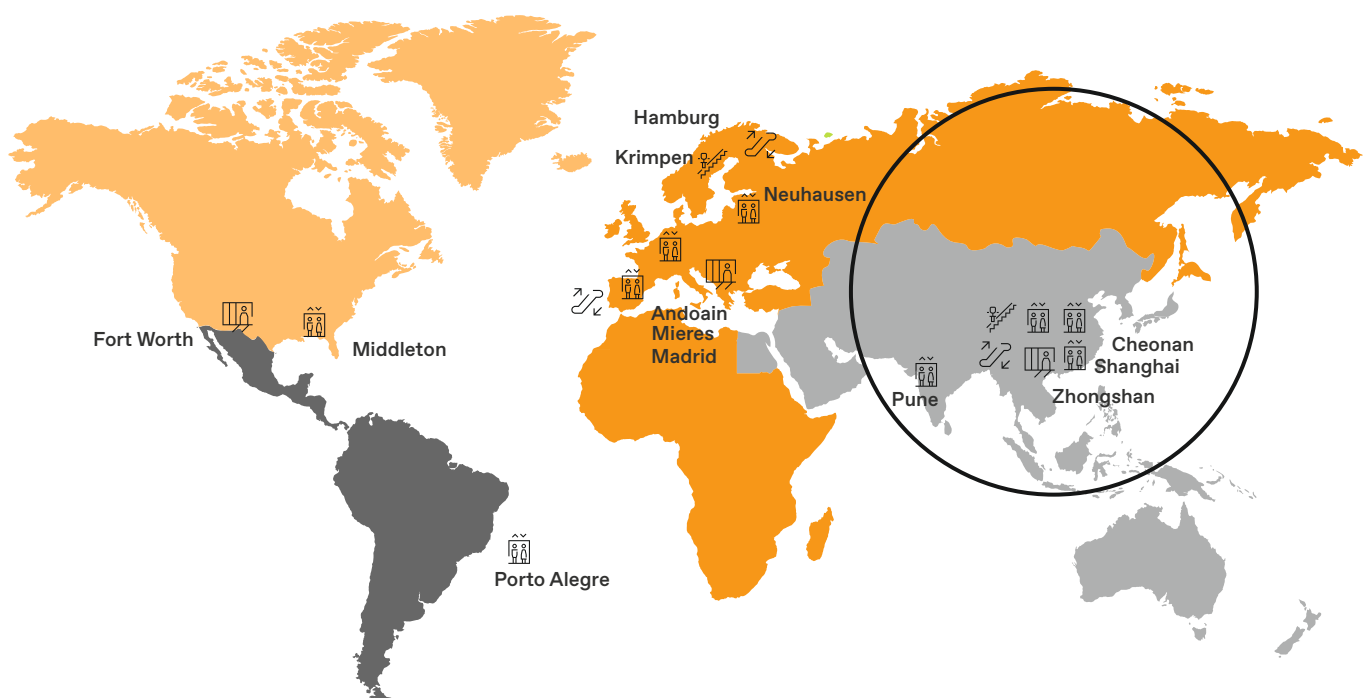 Hamburg
Krimpen
Neuhausen
Andoain
Mieres
Madrid
Fort Worth
Middleton
Cheonan
Shanghai
Zhongshan
Pune
Porto Alegre